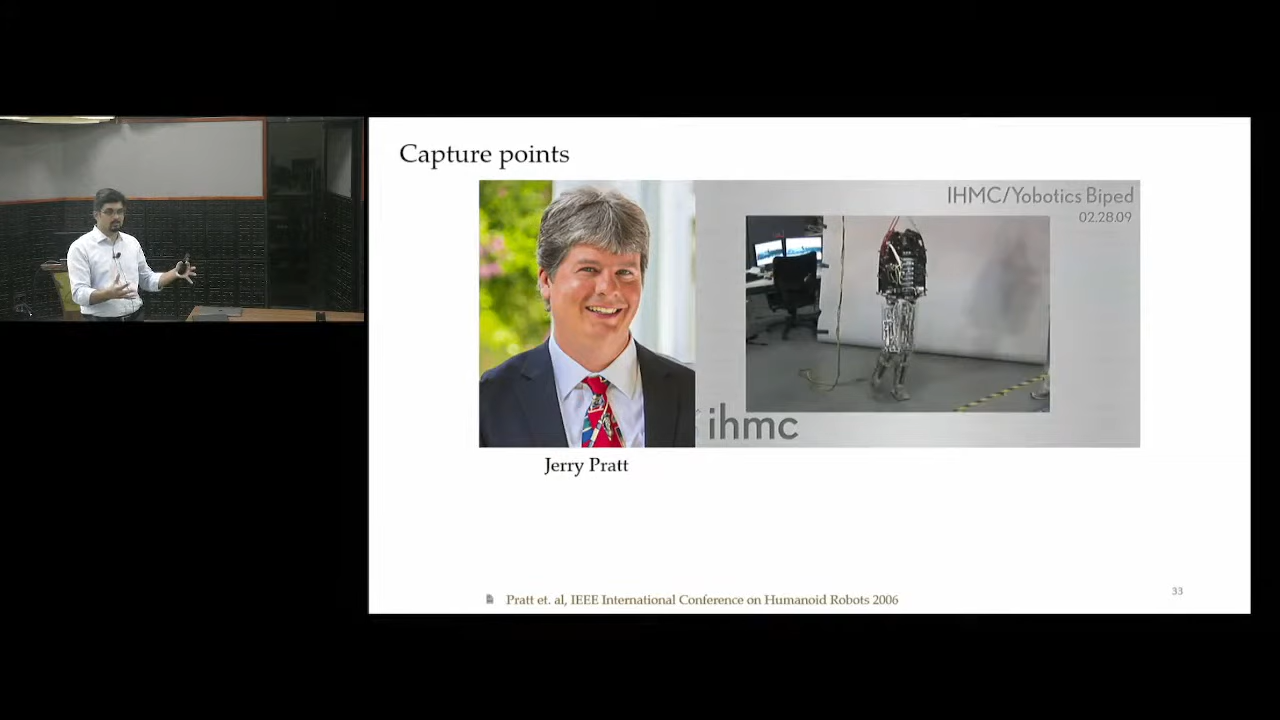 Capture points
IHMC/Yobotics Biped
02.28.09
ihmc
Jerry Pratt
Pratt et. al, IEEE International Conference on Humanoid Robots 2006
33